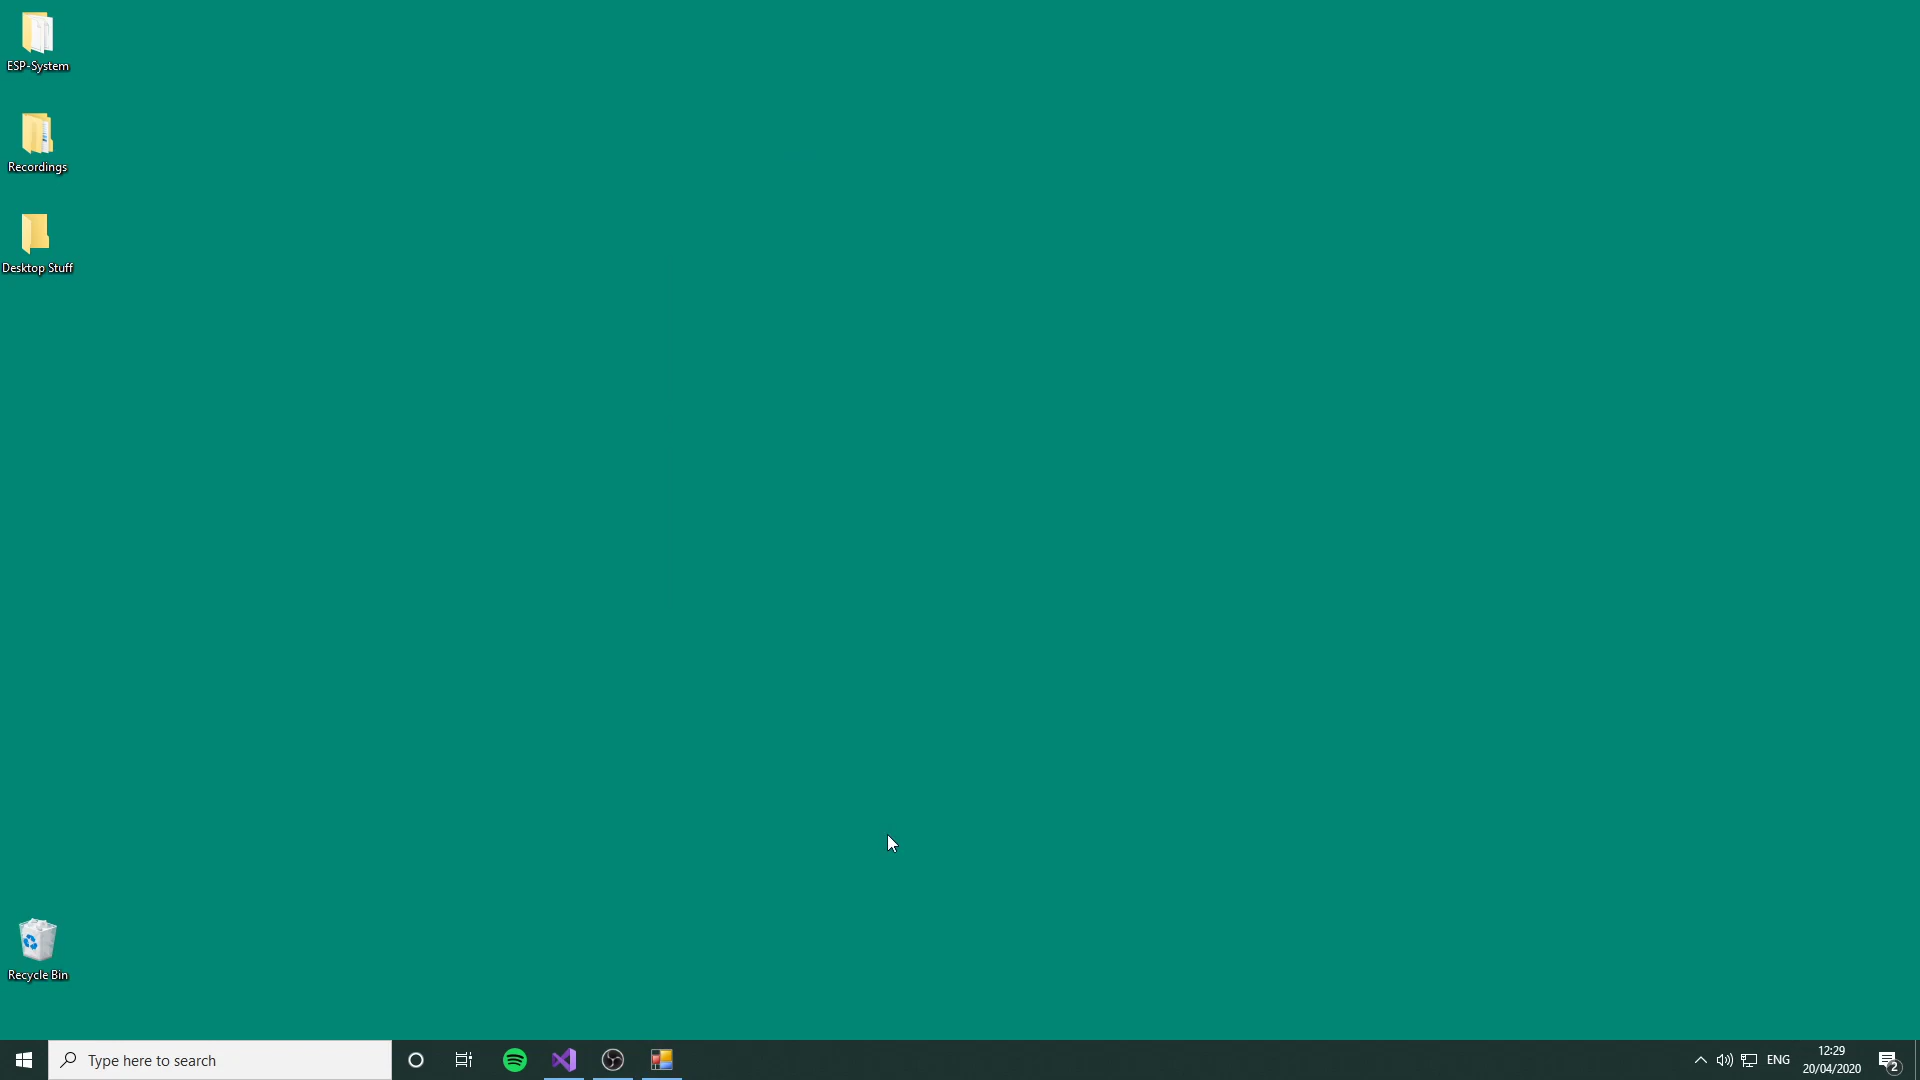 ESP-System
Recordings
Desktop Stuff
Recycle Bin
Type here to search
ENG
12:29
20/04/2020
2